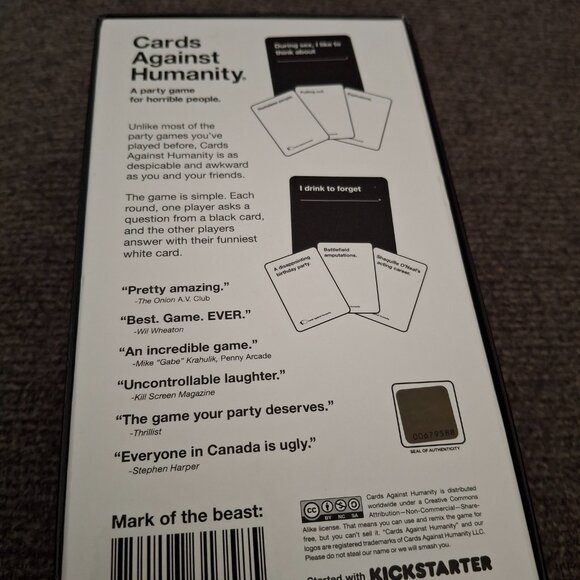 Cards
Against
Humanity.
A party game
for horrible people.
Unlike most of the
party games you've
played before, Cards
Against Humanity is as
despicable and awkward
as you and your friends.
The game is simple. Each
round, one player asks a
question from a black card,
and the other players
answer with their funniest
white card.
During sex, I like to
think about
Pulling out.
I drink to forget
A disappointing
birthday party.
Battlefield
amputations.
Shaquille O'Neal's
acting career.
“Pretty amazing.”
-The Onion A.V. Club
“Best. Game. EVER.”
-Wil Wheaton
“An incredible game.”
-Mike “Gabe” Krahulik, Penny Arcade
“Uncontrollable laughter.”
-Kill Screen Magazine
“The game your party deserves.”
-Thrillist
“Everyone in Canada is ugly.”
-Stephen Harper
00679588
SEAL OF AUTHENTICITY
Mark of the beast:
cc
BY NC SA
Cards Against Humanity is distributed
worldwide under a Creative Commons
Attribution—Non-Commercial—Share-
Alike license. That means you can use and remix the game for
free, but you can't sell it. “Cards Against Humanity” and our
logos are registered trademarks of Cards Against Humanity LLC.
Please do not steal our name or we will smash you.
Started with KICKSTARTER